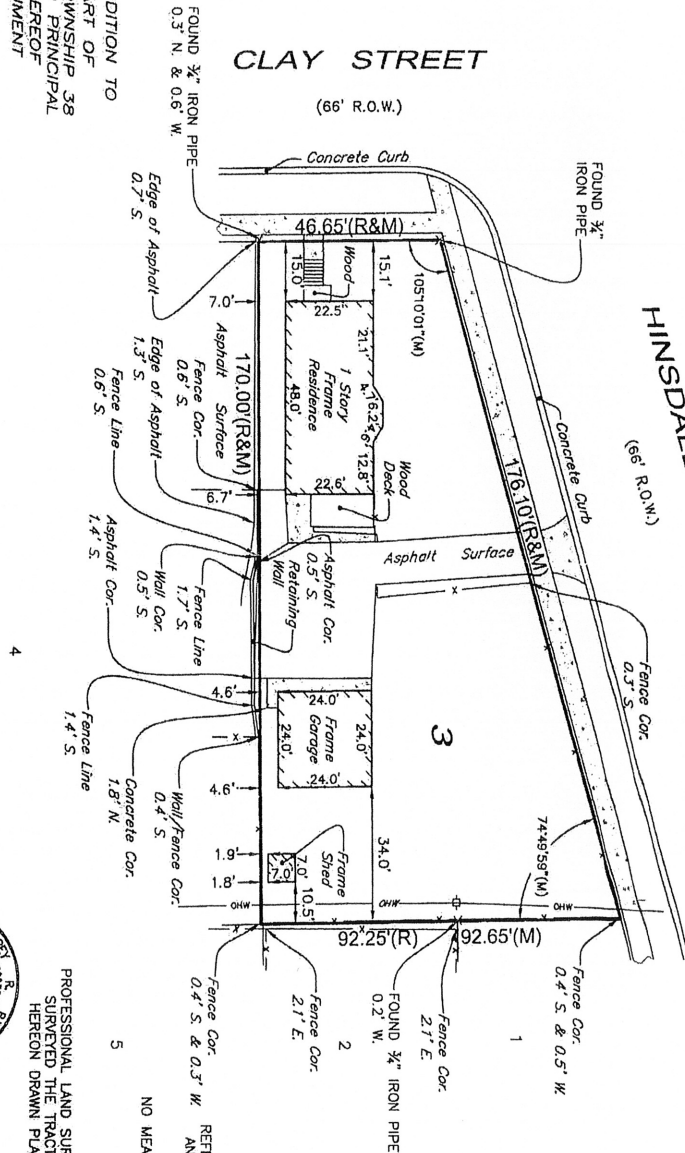 CLAY STREET
(66' R.O.W.)
HINSDAL
(66' R.O.W.)
DITION TO
ART OF
WNSHIP 38
PRINCIPAL
EREOF
UMENT
FOUND ¾" IRON PIPE
0.3' N. & 0.6' W.
Concrete Curb
FOUND ¾"
IRON PIPE
Edge of Asphalt
0.7' S.
46.65'(R&M)
15.0'
Wood
15.1'
105°10'01"(M)
Concrete Curb
7.0'
22.5'
21.1'
Asphalt Surface
170.00'(R&M)
1 Story
Frame
Residence
48.0'
6.2'
12.8'
22.6'
Wood
Deck
176.10'(R&M)
Fence Cor.
0.6' S.
Edge of Asphalt
1.3' S.
Fence Line
0.6' S.
6.7'
Asphalt Surface
Asphalt Cor.
0.5' S.
Retaining
Wall
Fence Line
1.7' S.
Wall Cor.
0.5' S.
Asphalt Cor.
1.4' S.
Fence Cor.
0.3' S.
4
4.6'
24.0'
24.0'
Frame
Garage
24.0'
24.0'
3
Fence Line
1.4' S.
Concrete Cor.
1.8' N.
Wall/Fence Cor.
0.4' S.
4.6'
34.0'
74°49'59"(M)
1.9'
1.8'
7.0'
7.0'
Frame
Shed
10.5'
OHW
OHW
OHW
92.25'(R)
92.65'(M)
Fence Cor.
0.4' S. & 0.3' W.
Fence Cor.
2.1' E.
FOUND ¾" IRON PIPE
0.2' W.
Fence Cor.
2.1' E.
Fence Cor.
0.4' S. & 0.5' W.
1
2
5
REFE
AN
NO MEA
PROFESSIONAL LAND SUR
SURVEYED THE TRACT
HEREON DRAWN PLA